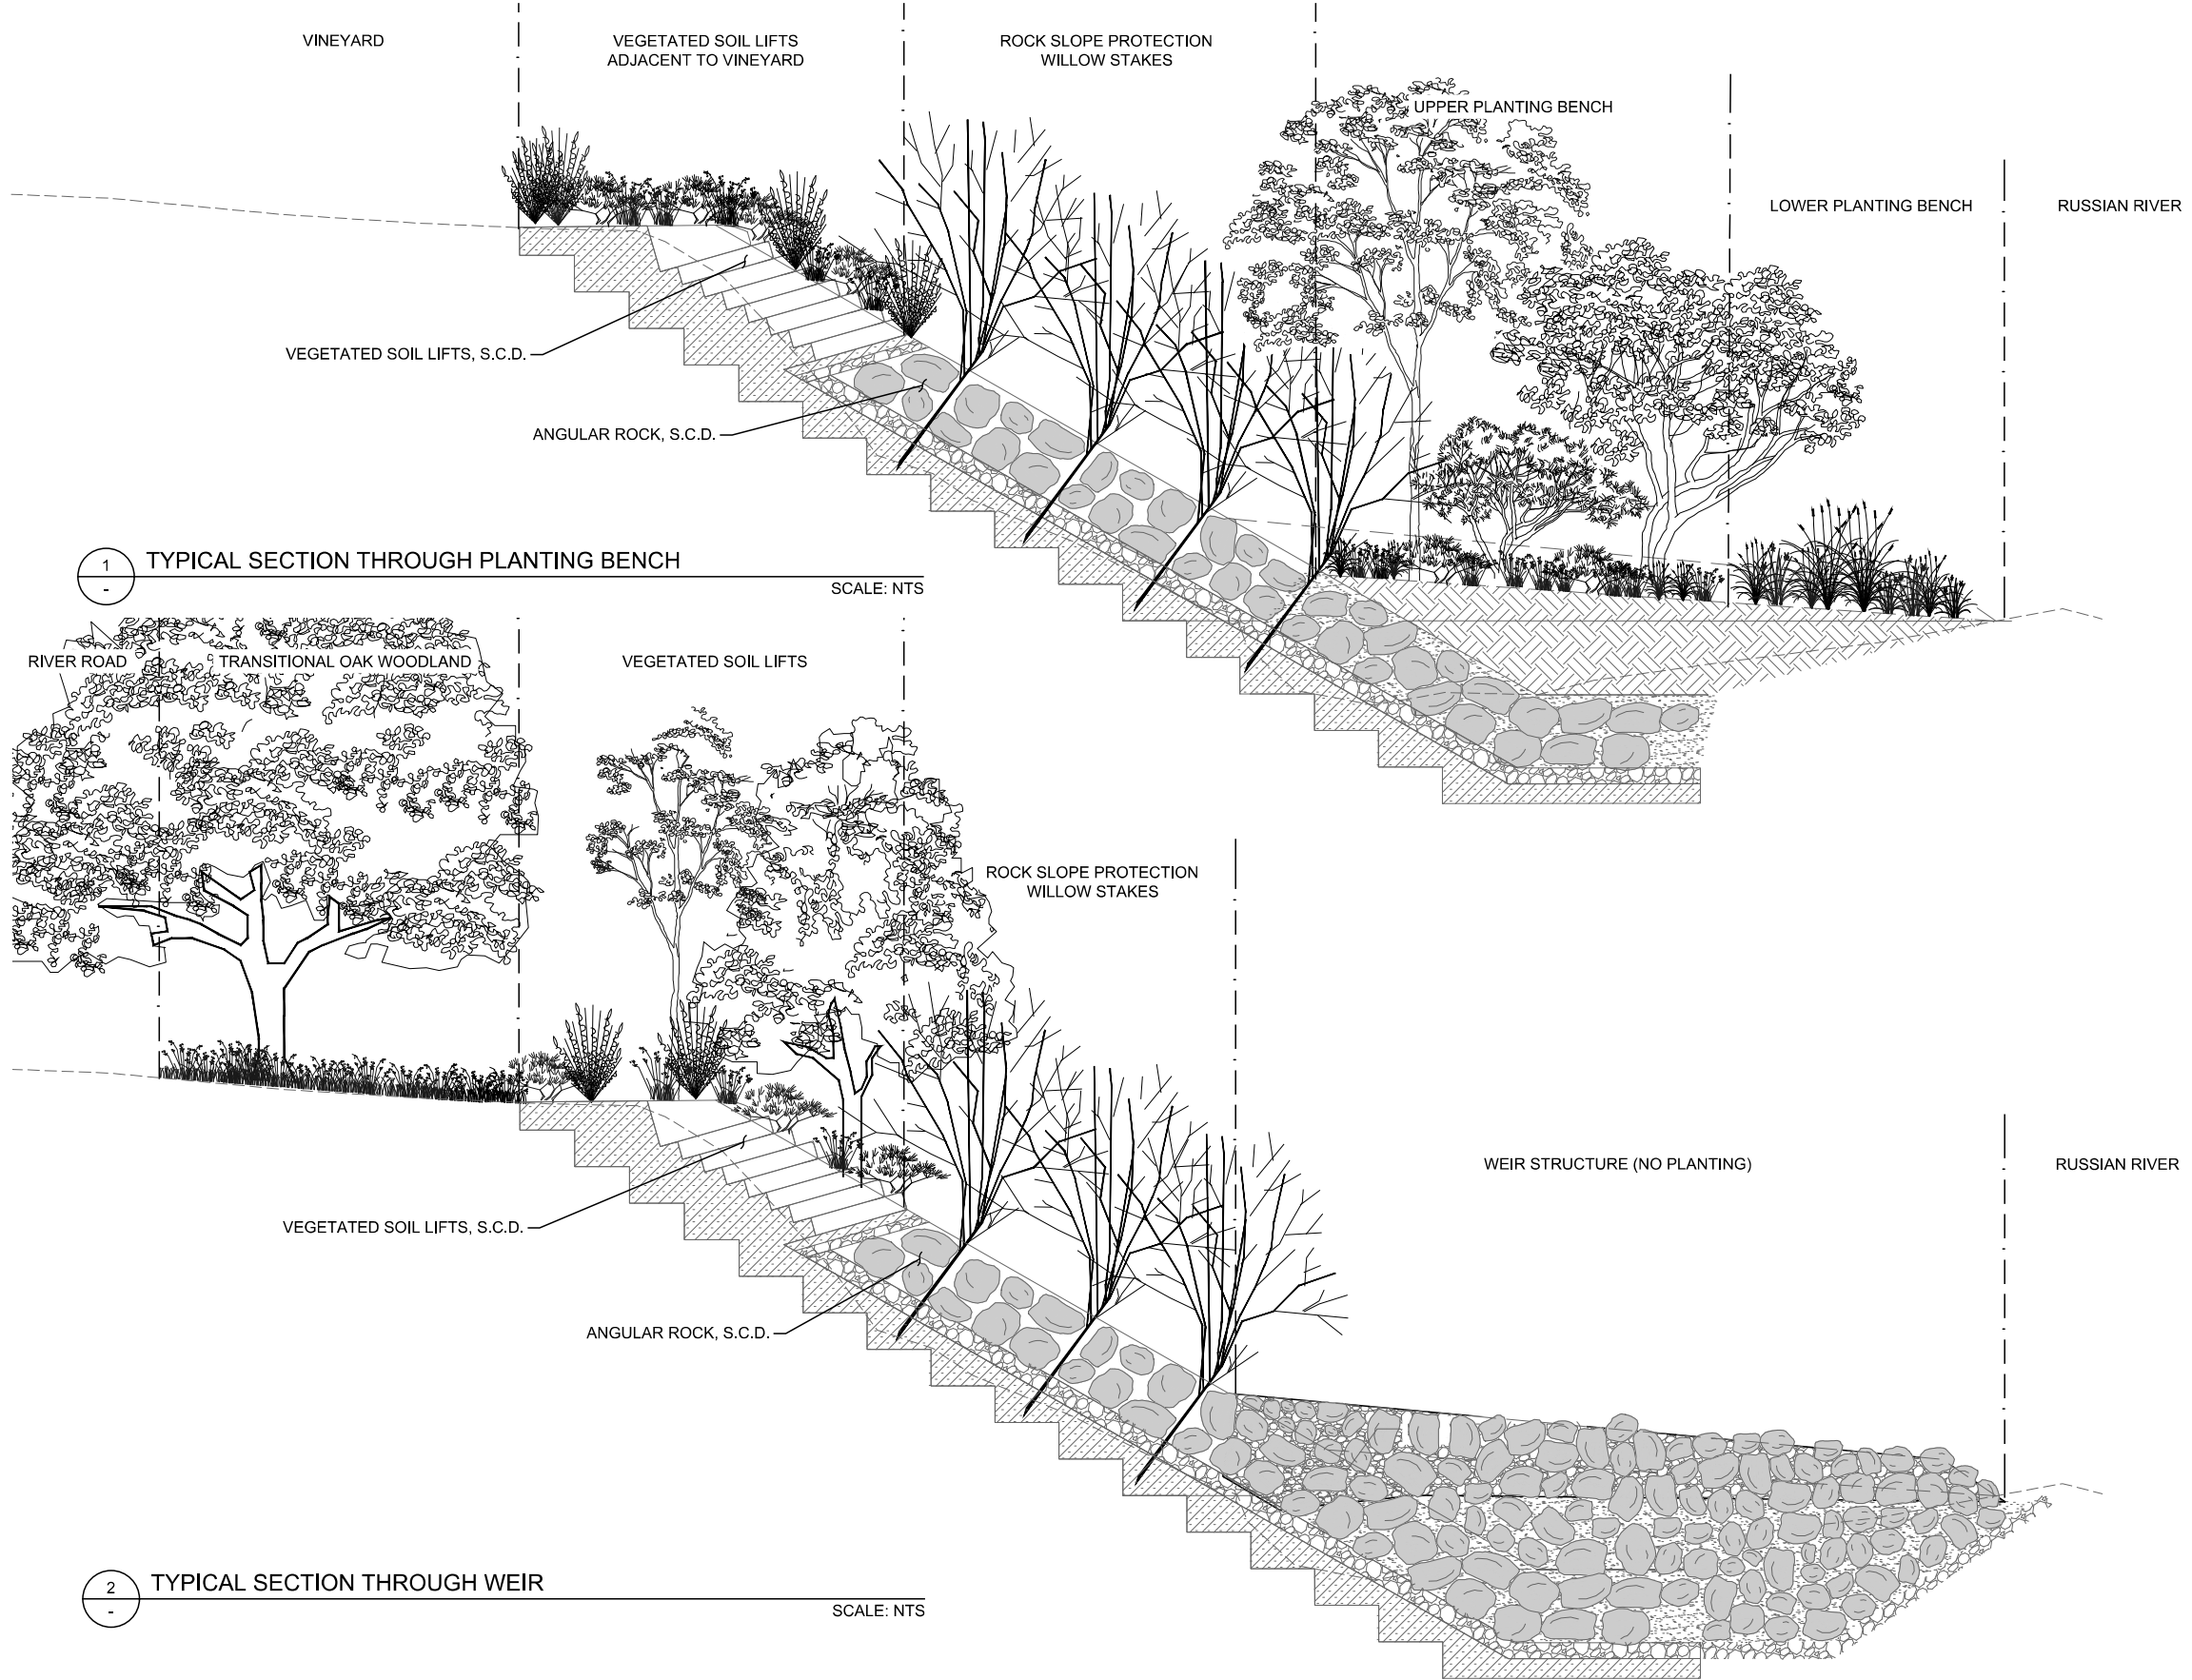 VINEYARD
VEGETATED SOIL LIFTS
ADJACENT TO VINEYARD
ROCK SLOPE PROTECTION
WILLOW STAKES
UPPER PLANTING BENCH
LOWER PLANTING BENCH
RUSSIAN RIVER
VEGETATED SOIL LIFTS, S.C.D.
ANGULAR ROCK, S.C.D.
1
-
TYPICAL SECTION THROUGH PLANTING BENCH
SCALE: NTS
RIVER ROAD
TRANSITIONAL OAK WOODLAND
VEGETATED SOIL LIFTS
ROCK SLOPE PROTECTION
WILLOW STAKES
WEIR STRUCTURE (NO PLANTING)
RUSSIAN RIVER
VEGETATED SOIL LIFTS, S.C.D.
ANGULAR ROCK, S.C.D.
2
-
TYPICAL SECTION THROUGH WEIR
SCALE: NTS